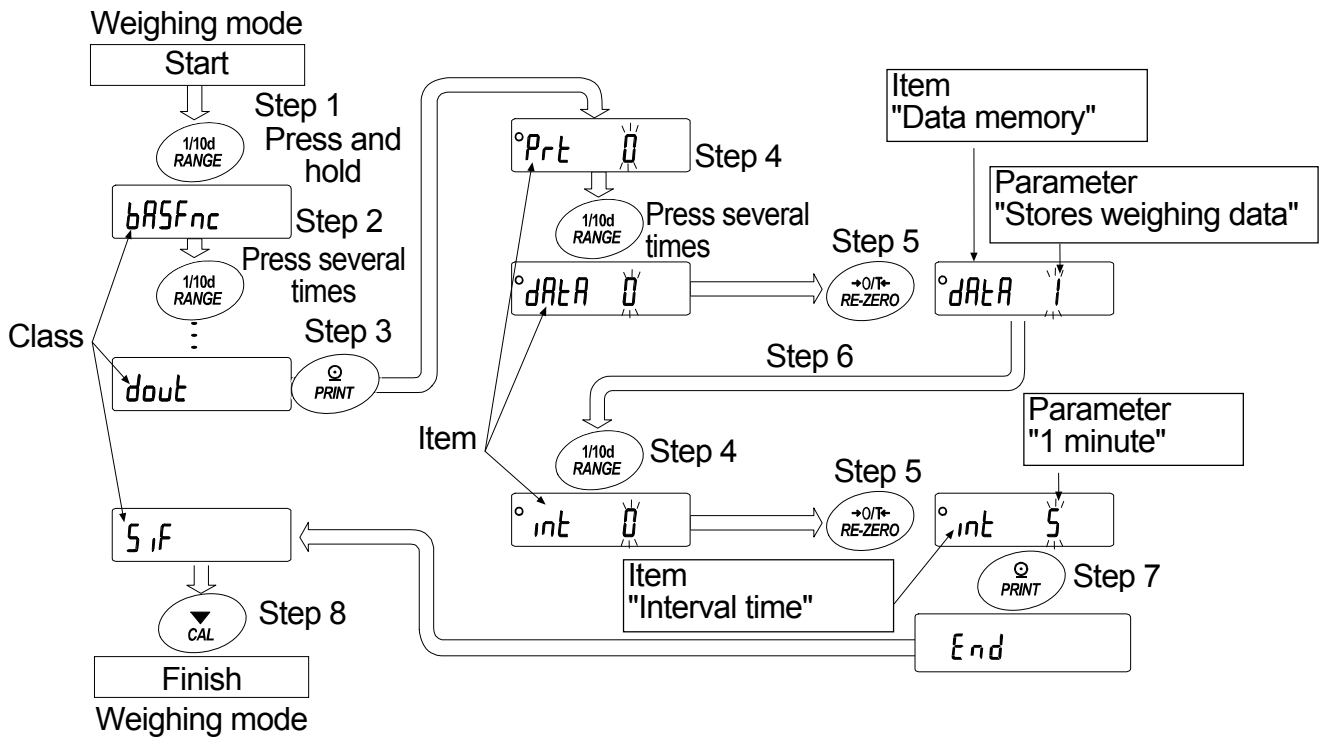 Weighing mode
Start
Step 1
Press and
hold
1/10d
RANGE
bASFnc
Step 2
Press several
times
1/10d
RANGE
Class
dout
Step 3
PRINT
Prt 0
Step 4
1/10d
RANGE
Press several
times
dAtA 0
Step 5
→0/T←
RE-ZERO
Item
"Data memory"
Parameter
"Stores weighing data"
dAtA 1
Step 6
Item
1/10d
RANGE
Step 4
int 0
Step 5
→0/T←
RE-ZERO
Parameter
"1 minute"
int 5
Item
"Interval time"
PRINT
Step 7
End
SiF
CAL
Step 8
Finish
Weighing mode